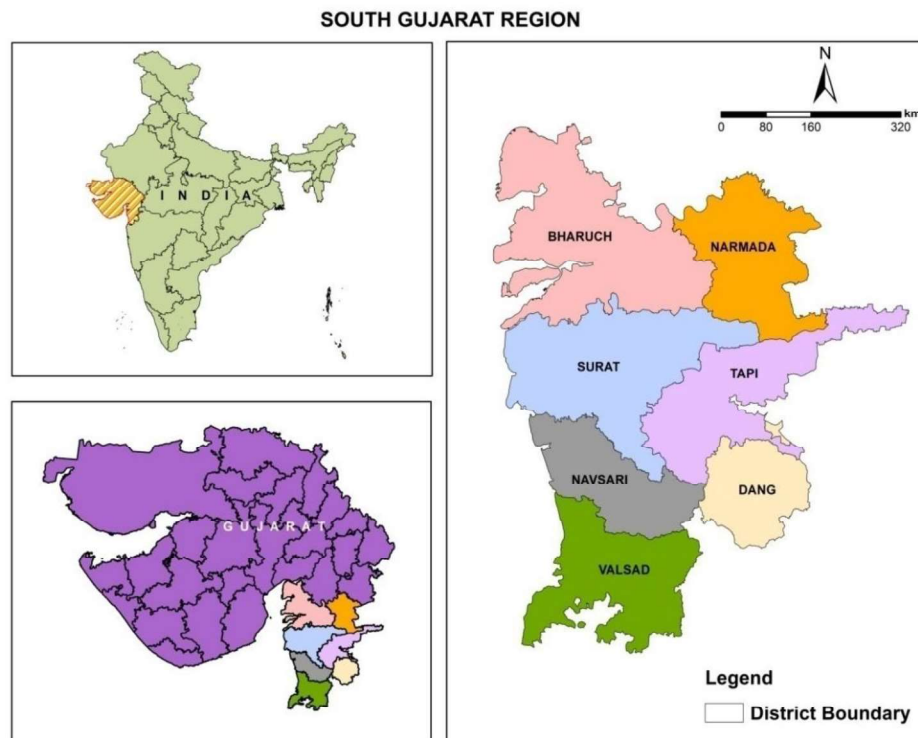 SOUTH GUJARAT REGION
INDIA
GUJARAT
N
0 80 160 320 km
BHARUCH
NARMADA
SURAT
TAPI
NAVSARI
DANG
VALSAD
Legend
District Boundary